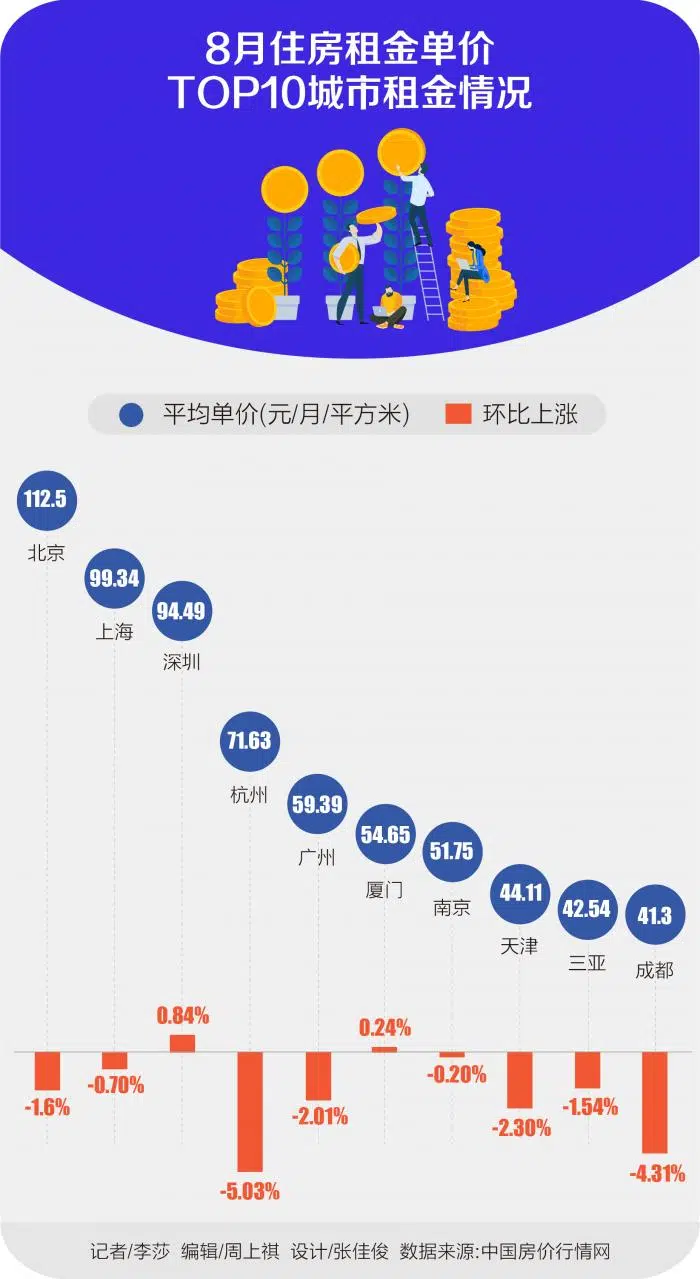 8月住房租金单价
TOP10城市租金情况
平均单价(元/月/平方米) 环比上涨
112.5
北京
99.34
上海
94.49
深圳
71.63
杭州
59.39
广州
54.65
厦门
51.75
南京
44.11
天津
42.54
三亚
41.3
成都
-1.6%
-0.70%
0.84%
-5.03%
-2.01%
0.24%
-0.20%
-2.30%
-1.54%
-4.31%
记者/李莎 编辑/周上祺 设计/张佳俊 数据来源:中国房价行情网